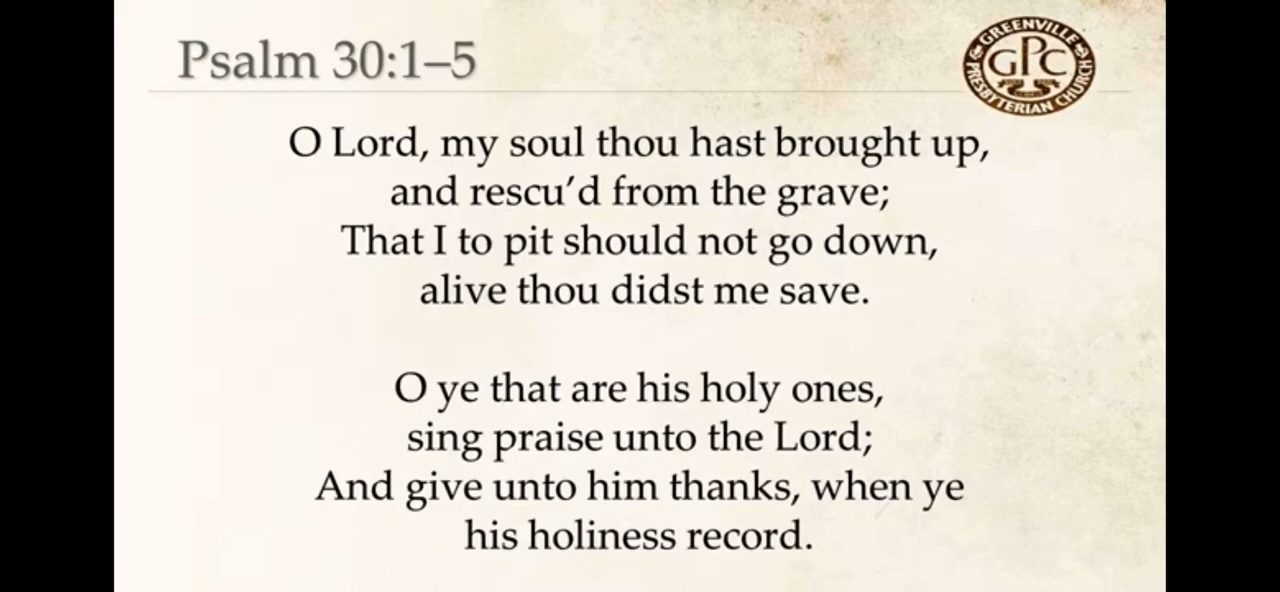 Psalm 30:1–5
GREENVILLE
GPC
PRESBYTERIAN CHURCH
O Lord, my soul thou hast brought up,
and rescu’d from the grave;
That I to pit should not go down,
alive thou didst me save.
O ye that are his holy ones,
sing praise unto the Lord;
And give unto him thanks, when ye
his holiness record.